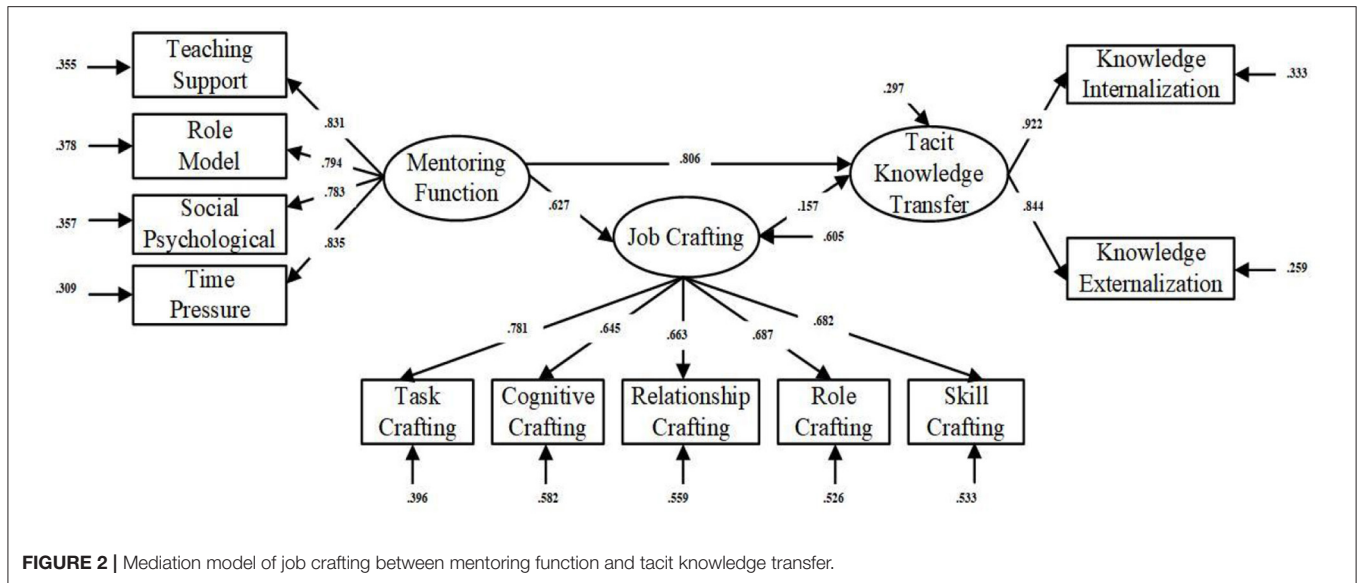 Teaching
Support
.355
.831
Role
Model
.378
.794
Social
Psychological
.357
.783
Time
Pressure
.309
.835
Mentoring
Function
.806
.627
Job Crafting
.157
.605
.297
Tacit
Knowledge
Transfer
.922
.844
Knowledge
Internalization
.333
Knowledge
Externalization
.259
.781
.645
.663
.687
.682
Task
Crafting
Cognitive
Crafting
Relationship
Crafting
Role
Crafting
Skill
Crafting
.396
.582
.559
.526
.533
FIGURE 2 | Mediation model of job crafting between mentoring function and tacit knowledge transfer.